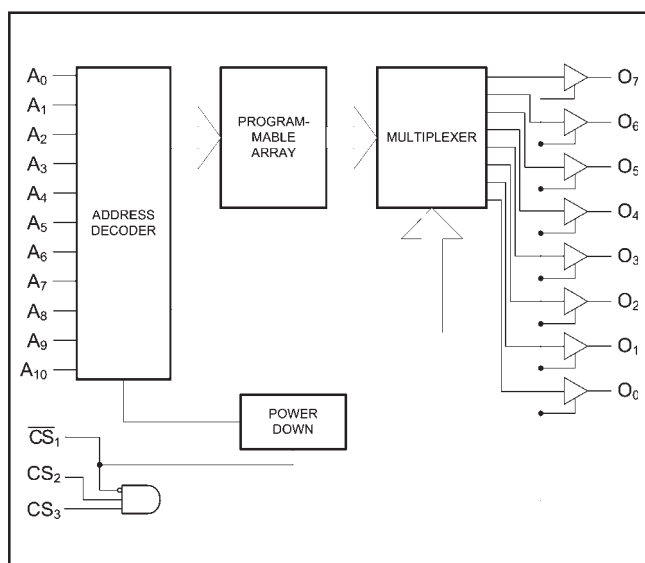 A₀
A₁
A₂
A₃
A₄
A₅
A₆
A₇
A₈
A₉
A₁₀
ADDRESS
DECODER
PROGRAM-
MABLE
ARRAY
MULTIPLEXER
O₇
O₆
O₅
O₄
O₃
O₂
O₁
O₀
POWER
DOWN
C̅S̅₁
CS₂
CS₃